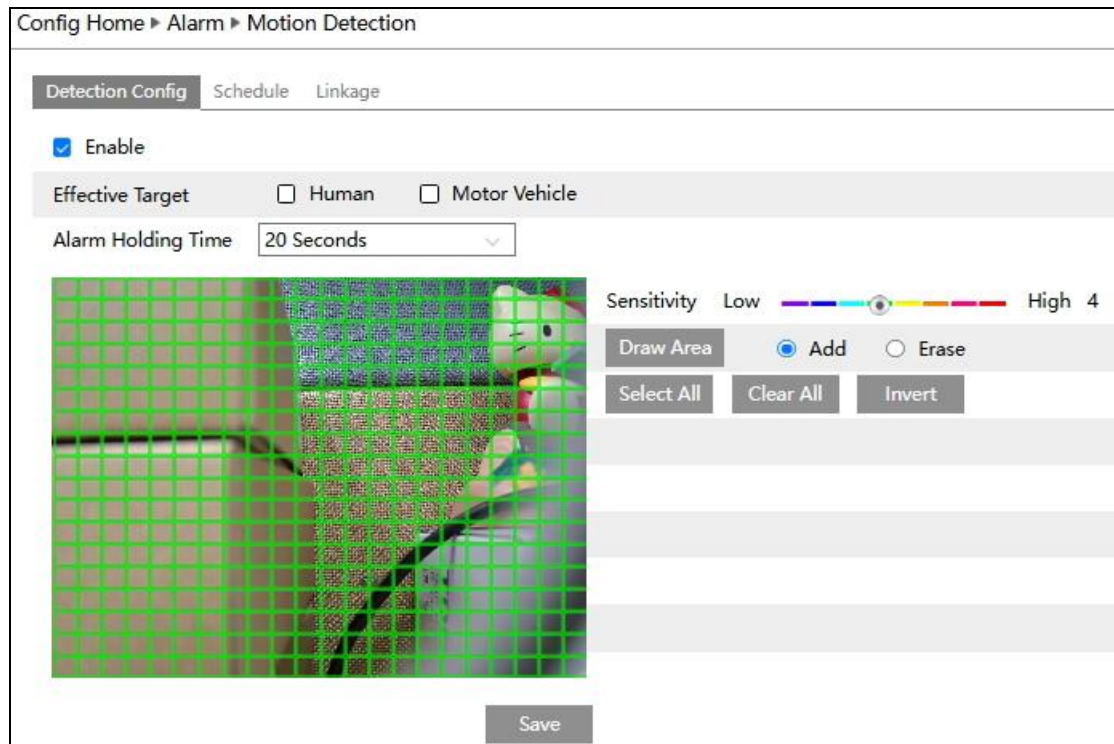 Config Home ▶ Alarm ▶ Motion Detection
Detection Config Schedule Linkage
Enable
Effective Target Human Motor Vehicle
Alarm Holding Time 20 Seconds
Sensitivity Low High 4
Draw Area Add Erase
Select All Clear All Invert
Save